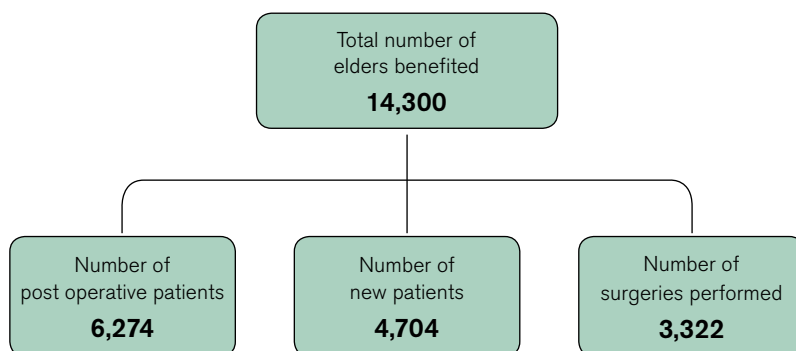 Total number of
elders benefited
14,300
Number of
post operative patients
6,274
Number of
new patients
4,704
Number of
surgeries performed
3,322